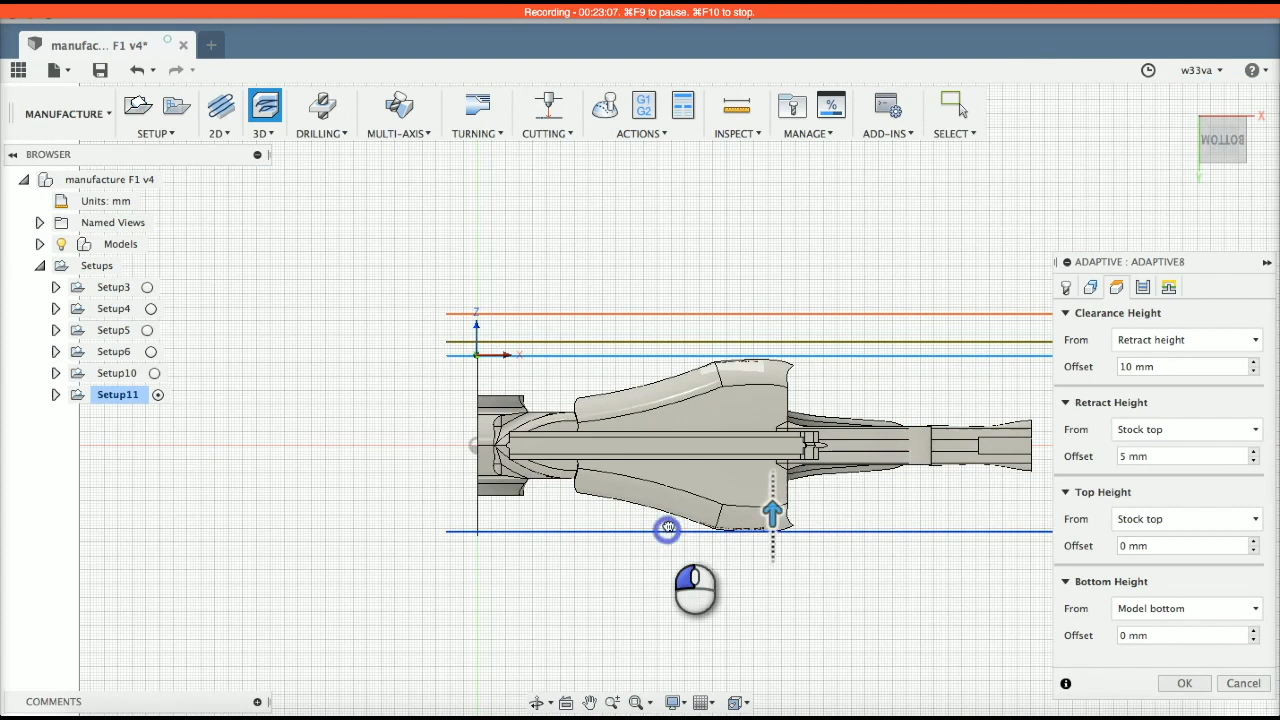 Recording - 00:23:07. ⌘F9 to pause. ⌘F10 to stop.
manufac... F1 v4*
w33va
MANUFACTURE
SETUP 2D 3D DRILLING MULTI-AXIS TURNING CUTTING ACTIONS INSPECT MANAGE ADD-INS SELECT
G1
G2
%
BROWSER
manufacture F1 v4
Units: mm
Named Views
Models
Setups
Setup3
Setup4
Setup5
Setup6
Setup10
Setup11
COMMENTS
X
BOTTOM
Y
Z
X
ADAPTIVE : ADAPTIVE8
Clearance Height
From Retract height
Offset 10 mm
Retract Height
From Stock top
Offset 5 mm
Top Height
From Stock top
Offset 0 mm
Bottom Height
From Model bottom
Offset 0 mm
OK Cancel